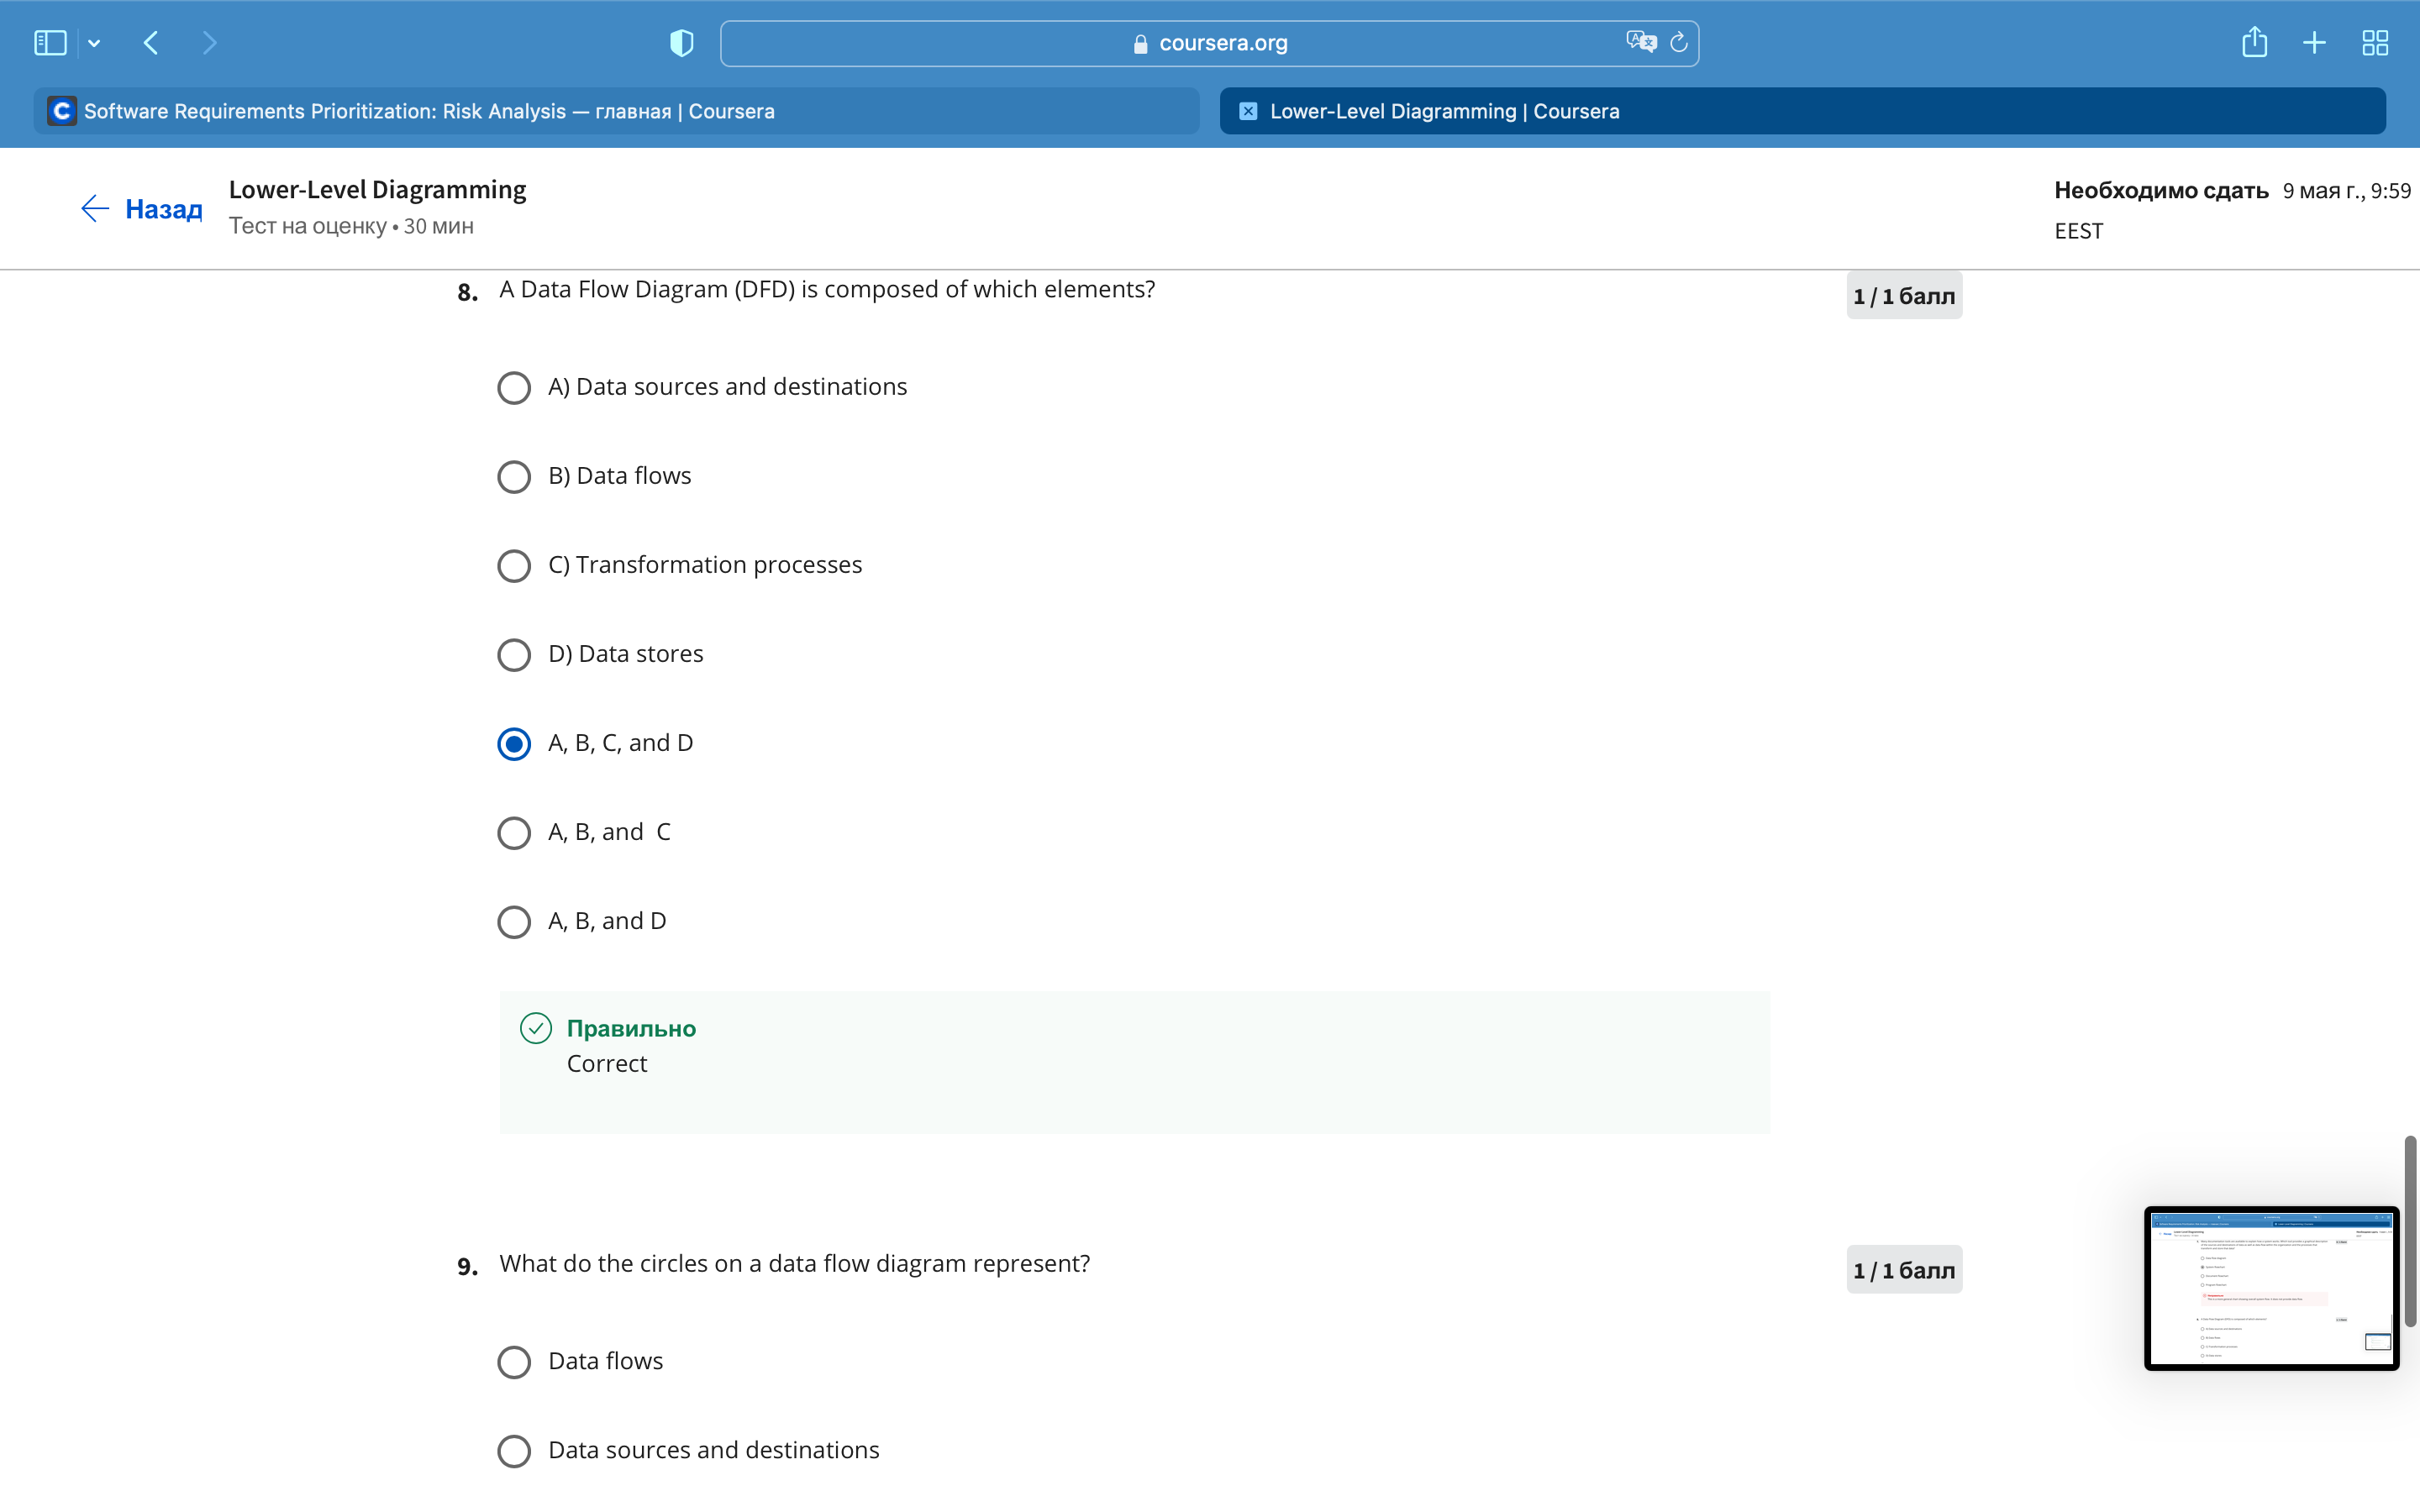 coursera.org
Software Requirements Prioritization: Risk Analysis — главная | Coursera
Lower-Level Diagramming | Coursera
Назад
Lower-Level Diagramming
Тест на оценку • 30 мин
Необходимо сдать 9 мая г., 9:59
EEST
8. A Data Flow Diagram (DFD) is composed of which elements?
1 / 1 балл
A) Data sources and destinations
B) Data flows
C) Transformation processes
D) Data stores
A, B, C, and D
A, B, and C
A, B, and D
Правильно
Correct
9. What do the circles on a data flow diagram represent?
1 / 1 балл
Data flows
Data sources and destinations